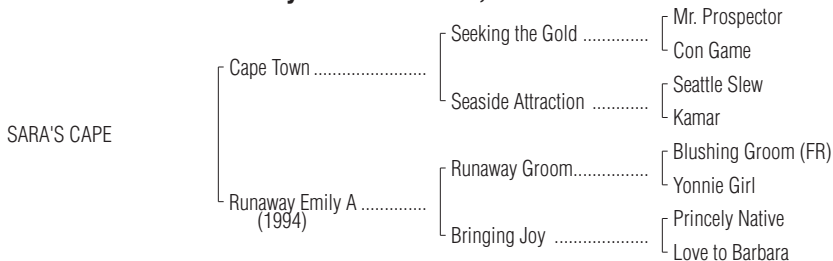 Mr. Prospector
Seeking the Gold ..............
Con Game
Cape Town ........................
Seattle Slew
Seaside Attraction ............
Kamar
SARA'S CAPE
Blushing Groom (FR)
Runaway Groom................
Yonnie Girl
Runaway Emily A ..............
(1994)
Princely Native
Bringing Joy ....................
Love to Barbara